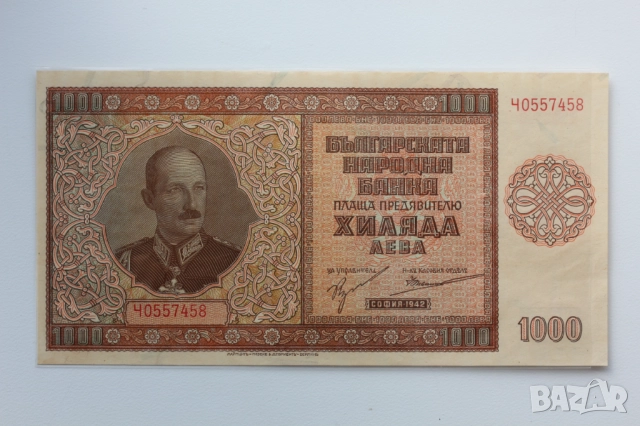 1000 1000
Ч0557458
БЪЛГАРСКАТА
НАРОДНА
БАНКА
ПЛАЩА ПРЕДЯВИТЕЛЮ
ХИЛЯДА
ЛЕВА
СОФИЯ·1942
Ч0557458
1000 1000 1000
BAZAR